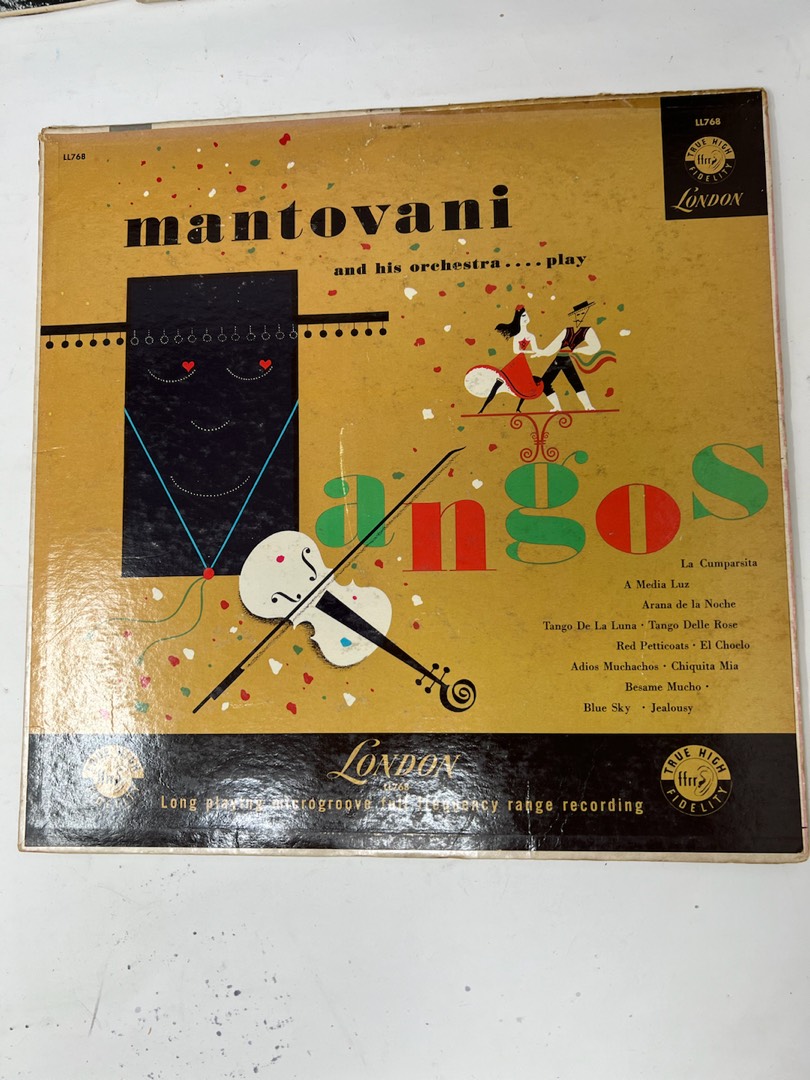 LL768
LL768
TRUE HIGH
ffrr
FIDELITY
LONDON
mantovani
and his orchestra....play
Tangos
La Cumparsita
A Media Luz
Arana de la Noche
Tango De La Luna · Tango Delle Rose
Red Petticoats · El Choclo
Adios Muchachos · Chiquita Mia
Besame Mucho ·
Blue Sky · Jealousy
LONDON
LL768
Long playing microgroove full frequency range recording
TRUE HIGH
ffrr
FIDELITY